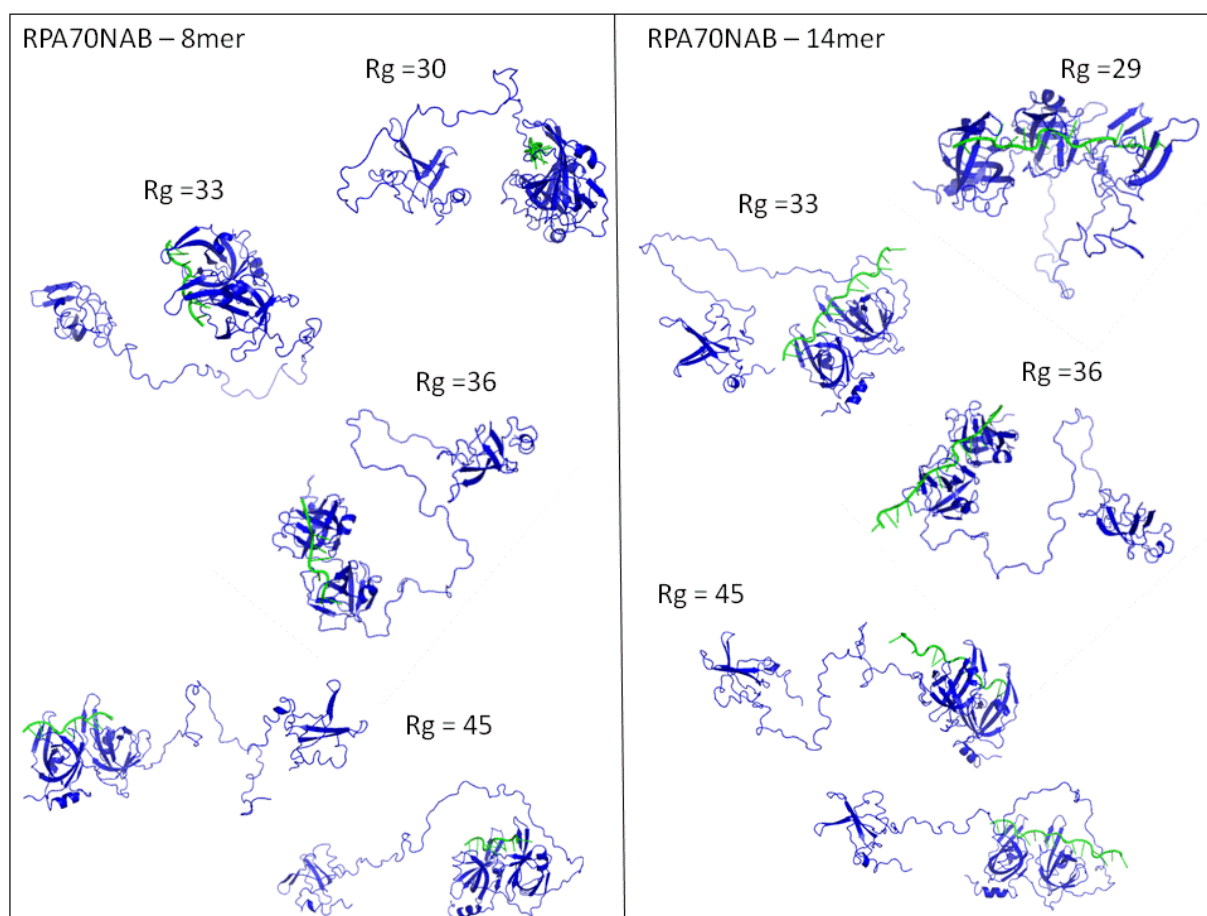 RPA70NAB – 8mer
Rg =30
Rg =33
Rg =36
Rg =45
RPA70NAB – 14mer
Rg =29
Rg =33
Rg =36
Rg = 45